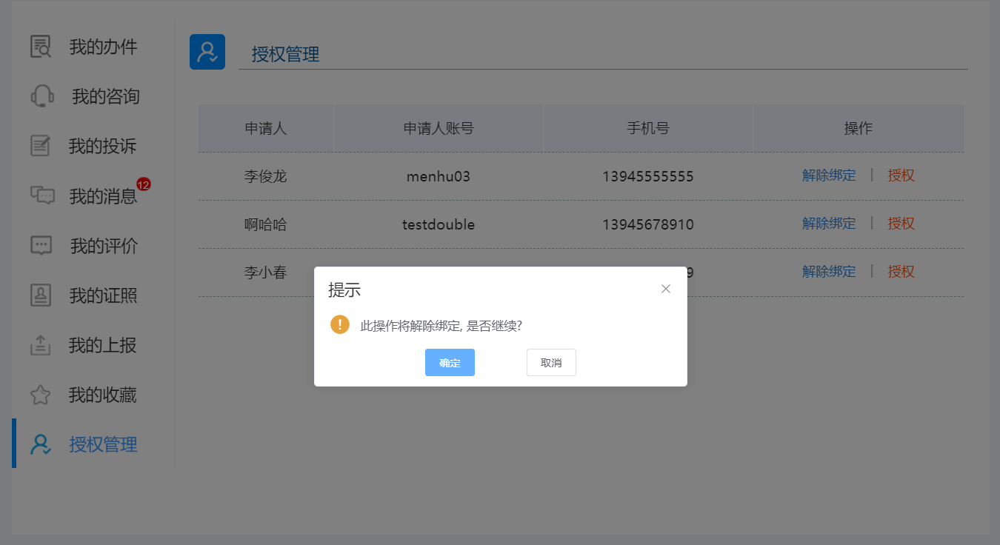 我的办件
我的咨询
我的投诉
我的消息 12
我的评价
我的证照
我的上报
我的收藏
授权管理
授权管理
申请人 申请人账号 手机号 操作
李俊龙 menhu03 13945555555 解除绑定 | 授权
啊哈哈 testdouble 13945678910 解除绑定 | 授权
李小春 9 解除绑定 | 授权
提示
此操作将解除绑定, 是否继续?
确定 取消